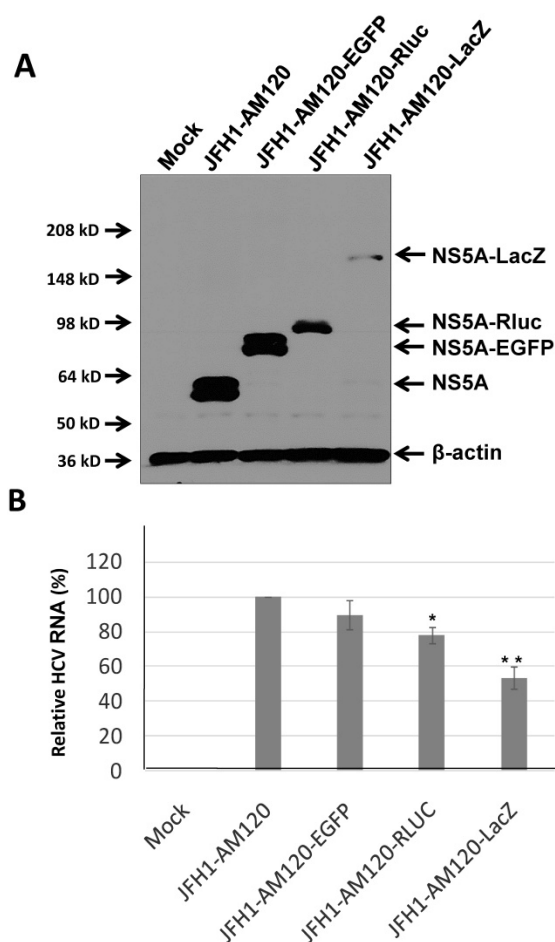 A
Mock
JFH1-AM120
JFH1-AM120-EGFP
JFH1-AM120-Rluc
JFH1-AM120-LacZ
208 kD
148 kD
98 kD
64 kD
50 kD
36 kD
NS5A-LacZ
NS5A-Rluc
NS5A-EGFP
NS5A
β-actin
B
Relative HCV RNA (%)
120
100
80
60
40
20
0
*
* *
Mock
JFH1-AM120
JFH1-AM120-EGFP
JFH1-AM120-RLUC
JFH1-AM120-LacZ